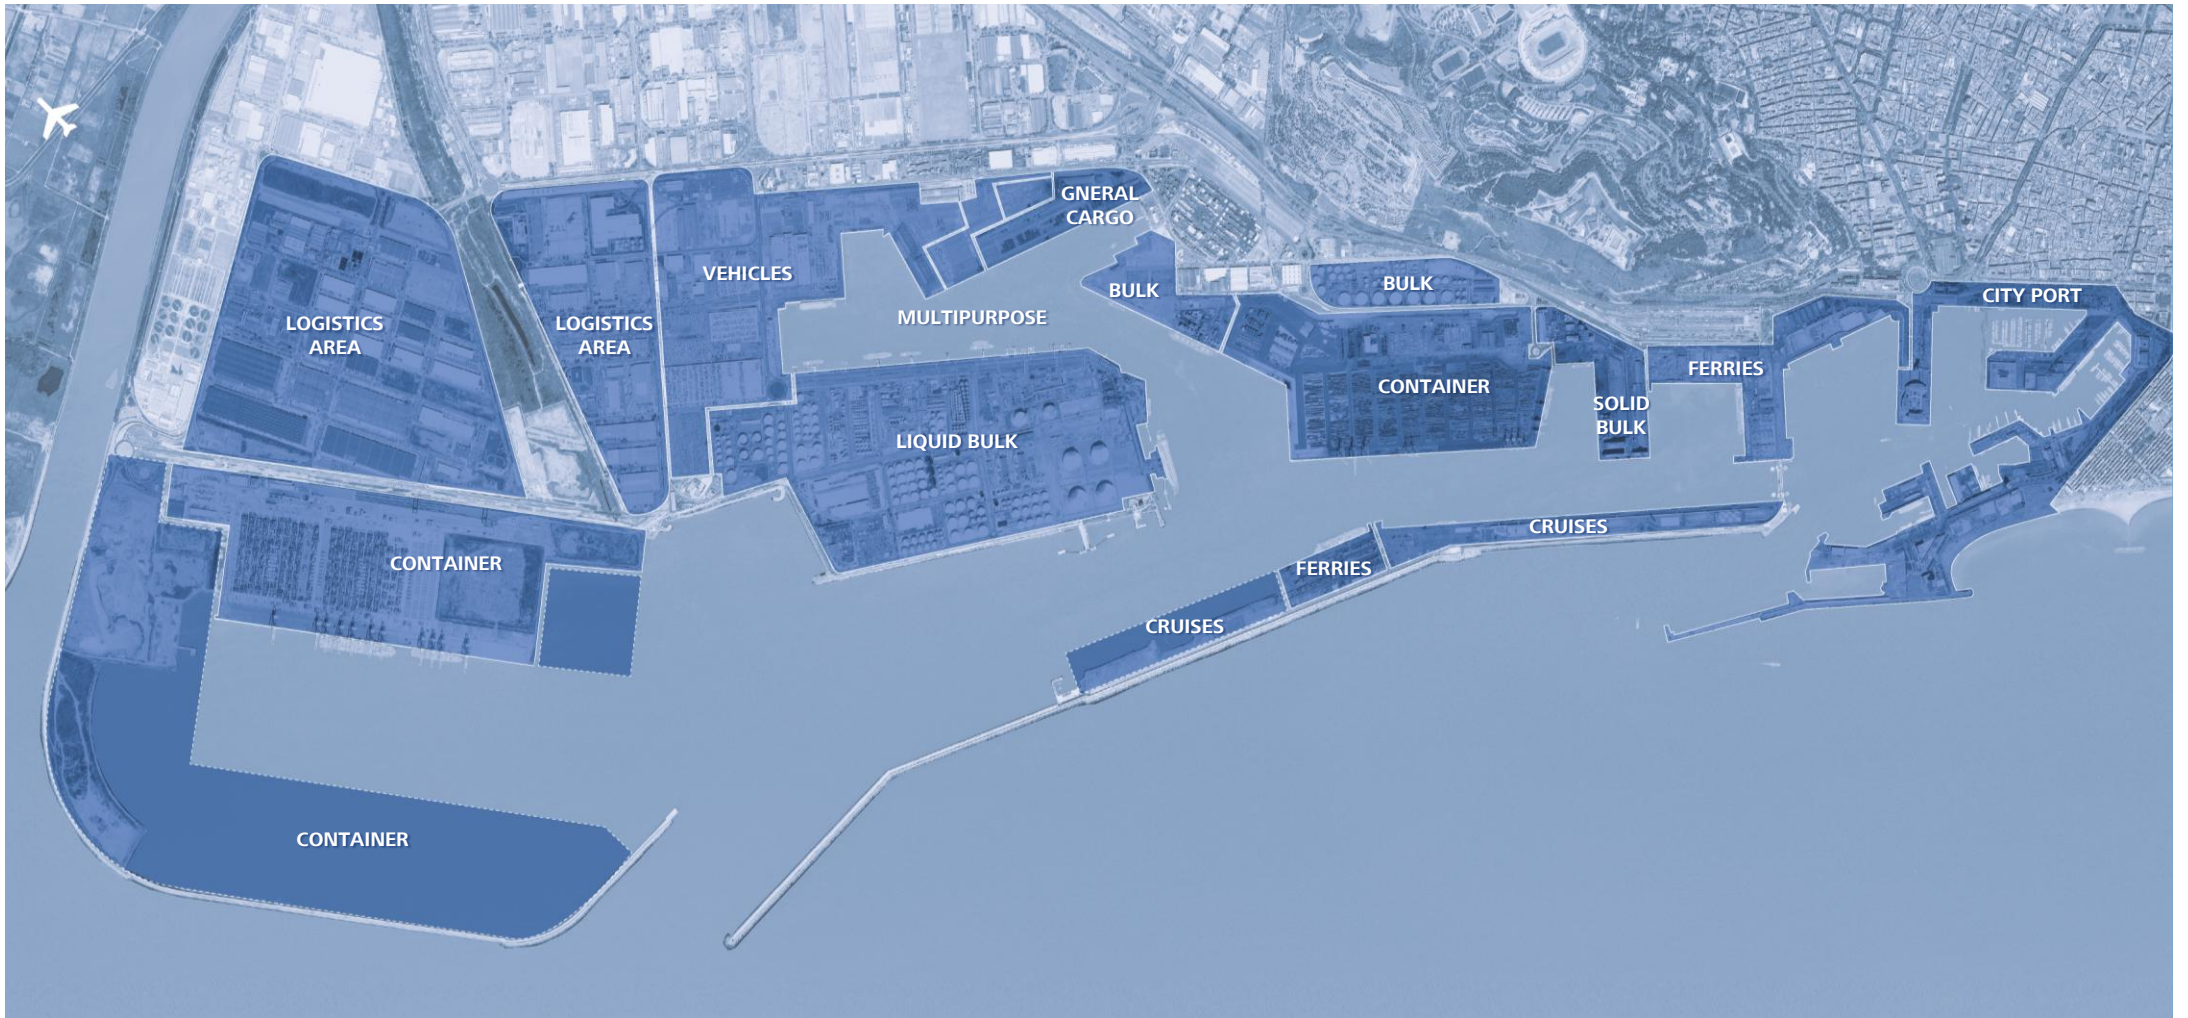 GNERAL
CARGO
VEHICLES
BULK
BULK
CITY PORT
LOGISTICS
AREA
LOGISTICS
AREA
MULTIPURPOSE
FERRIES
CONTAINER
SOLID
BULK
LIQUID BULK
CRUISES
CONTAINER
FERRIES
CRUISES
CONTAINER